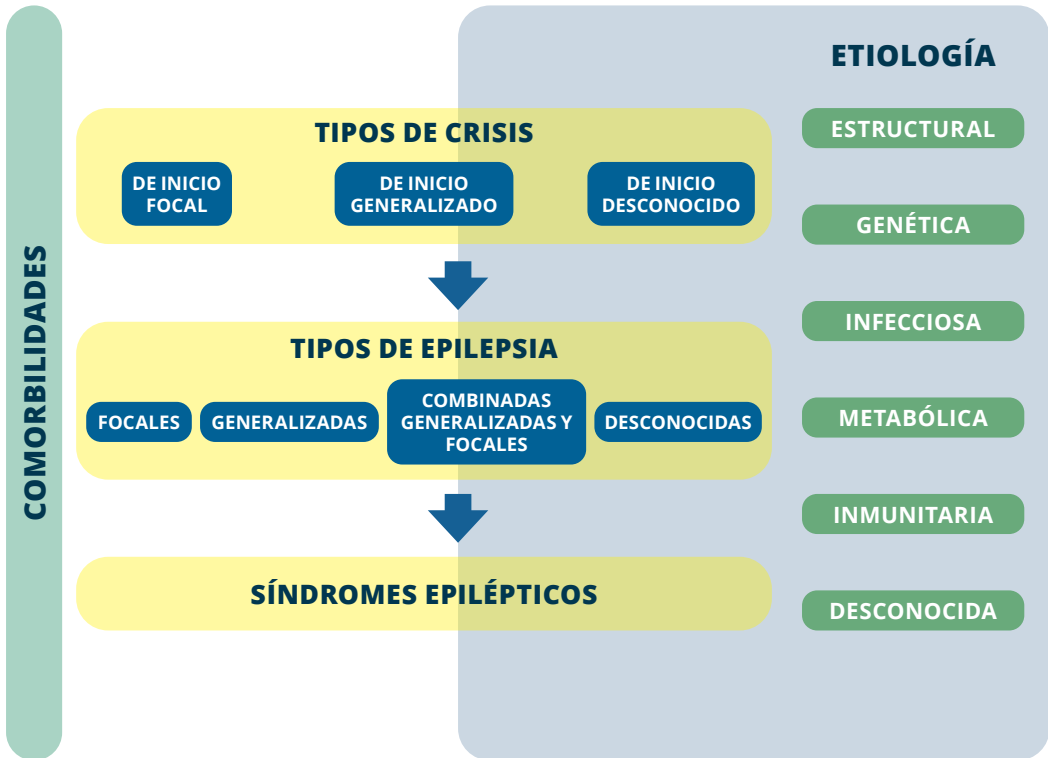 COMORBILIDADES
TIPOS DE CRISIS
DE INICIO
FOCAL
DE INICIO
GENERALIZADO
DE INICIO
DESCONOCIDO
TIPOS DE EPILEPSIA
FOCALES
GENERALIZADAS
COMBINADAS
GENERALIZADAS Y
FOCALES
DESCONOCIDAS
SÍNDROMES EPILÉPTICOS
ETIOLOGÍA
ESTRUCTURAL
GENÉTICA
INFECCIOSA
METABÓLICA
INMUNITARIA
DESCONOCIDA